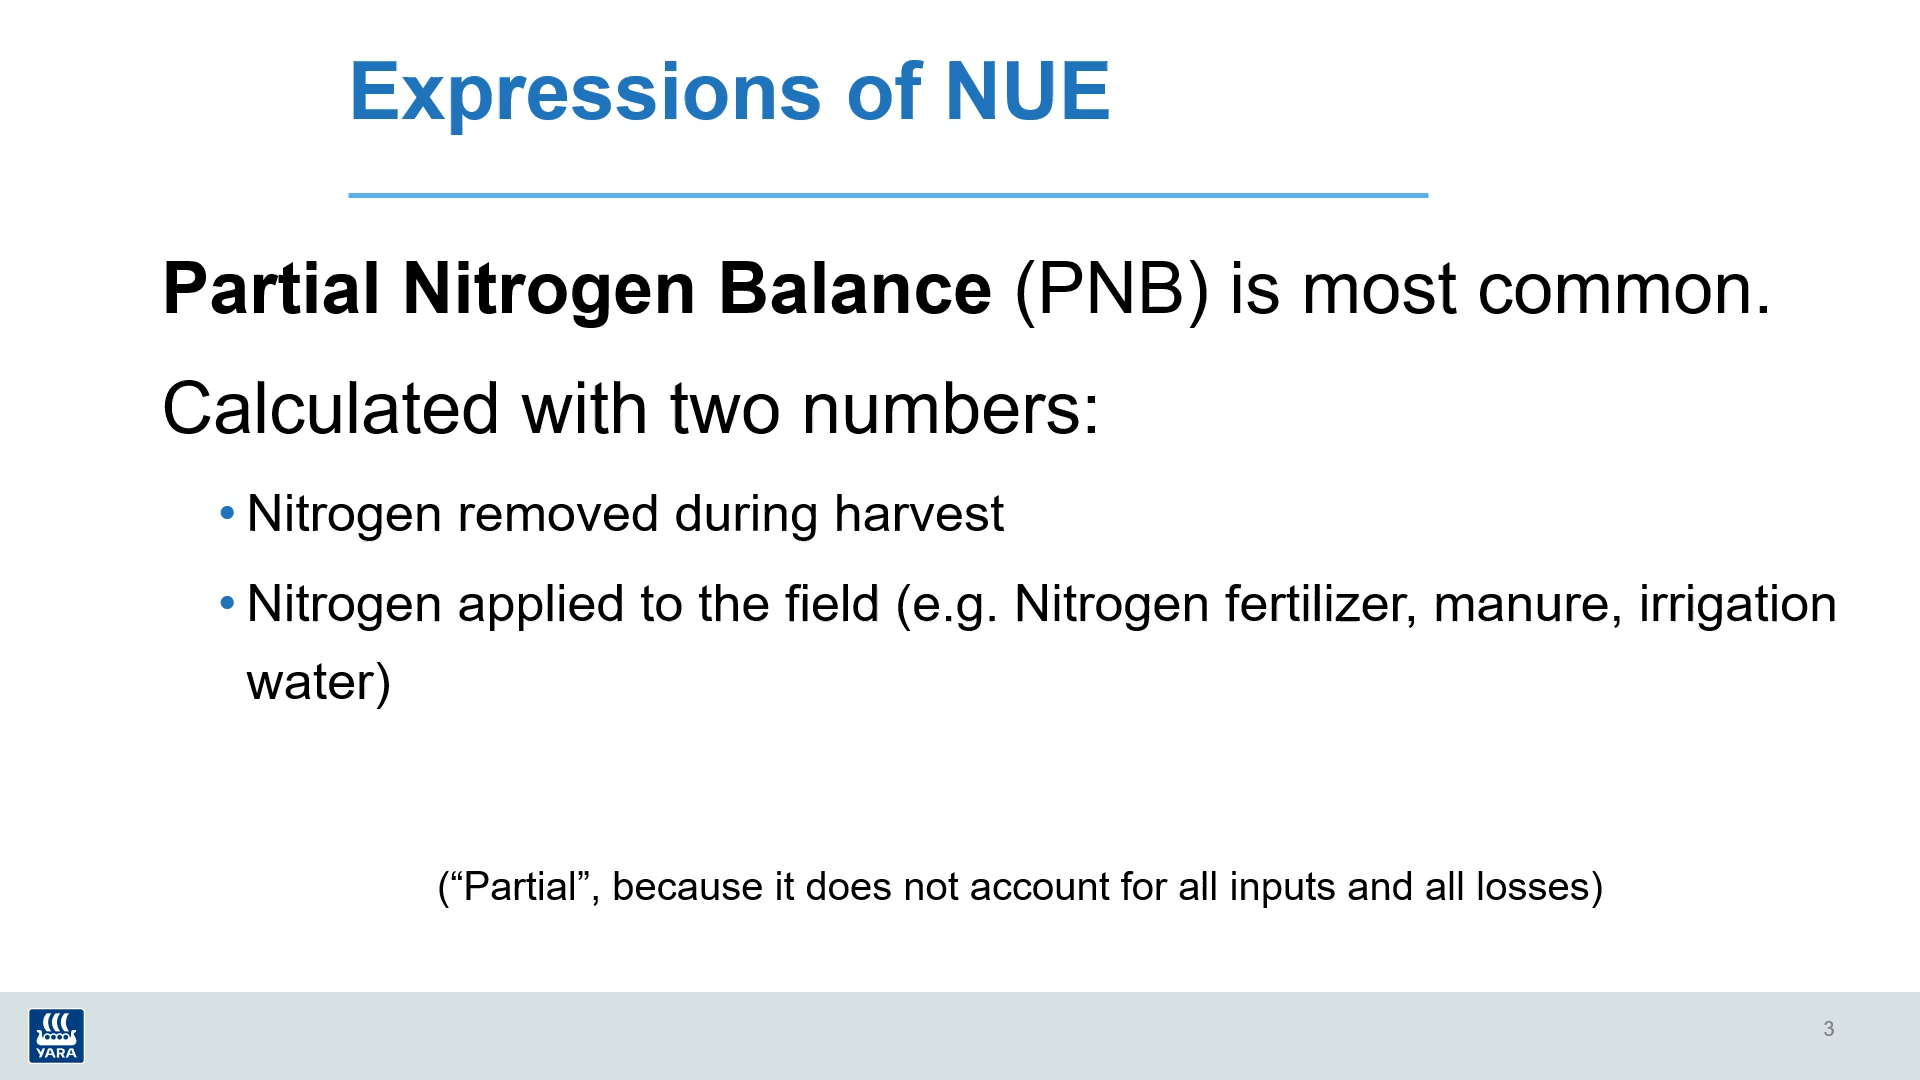 Expressions of NUE
Partial Nitrogen Balance (PNB) is most common.
Calculated with two numbers:
• Nitrogen removed during harvest
• Nitrogen applied to the field (e.g. Nitrogen fertilizer, manure, irrigation
water)
(“Partial”, because it does not account for all inputs and all losses)
YARA
3